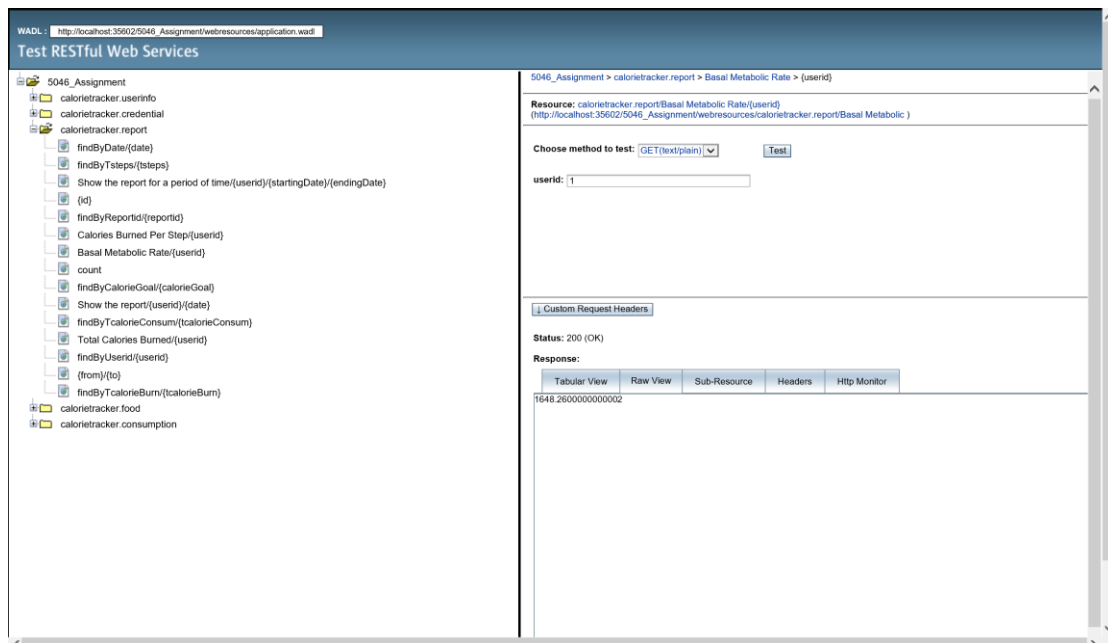 WADL : http://localhost:35602/5046_Assignment/webresources/application.wadl
Test RESTful Web Services
5046_Assignment
calorietracker.userinfo
calorietracker.credential
calorietracker.report
findByDate/{date}
findByTsteps/{tsteps}
Show the report for a period of time/{userid}/{startingDate}/{endingDate}
{id}
findByReportid/{reportid}
Calories Burned Per Step/{userid}
Basal Metabolic Rate/{userid}
count
findByCalorieGoal/{calorieGoal}
Show the report/{userid}/{date}
findByTcalorieConsum/{tcalorieConsum}
Total Calories Burned/{userid}
findByUserid/{userid}
{from}/{to}
findByTcalorieBurn/{tcalorieBurn}
calorietracker.food
calorietracker.consumption
5046_Assignment > calorietracker.report > Basal Metabolic Rate > {userid}
Resource: calorietracker.report/Basal Metabolic Rate/{userid}
(http://localhost:35602/5046_Assignment/webresources/calorietracker.report/Basal Metabolic )
Choose method to test: GET(text/plain) Test
userid: 1
↓ Custom Request Headers
Status: 200 (OK)
Response:
Tabular View Raw View Sub-Resource Headers Http Monitor
1648.2600000000002